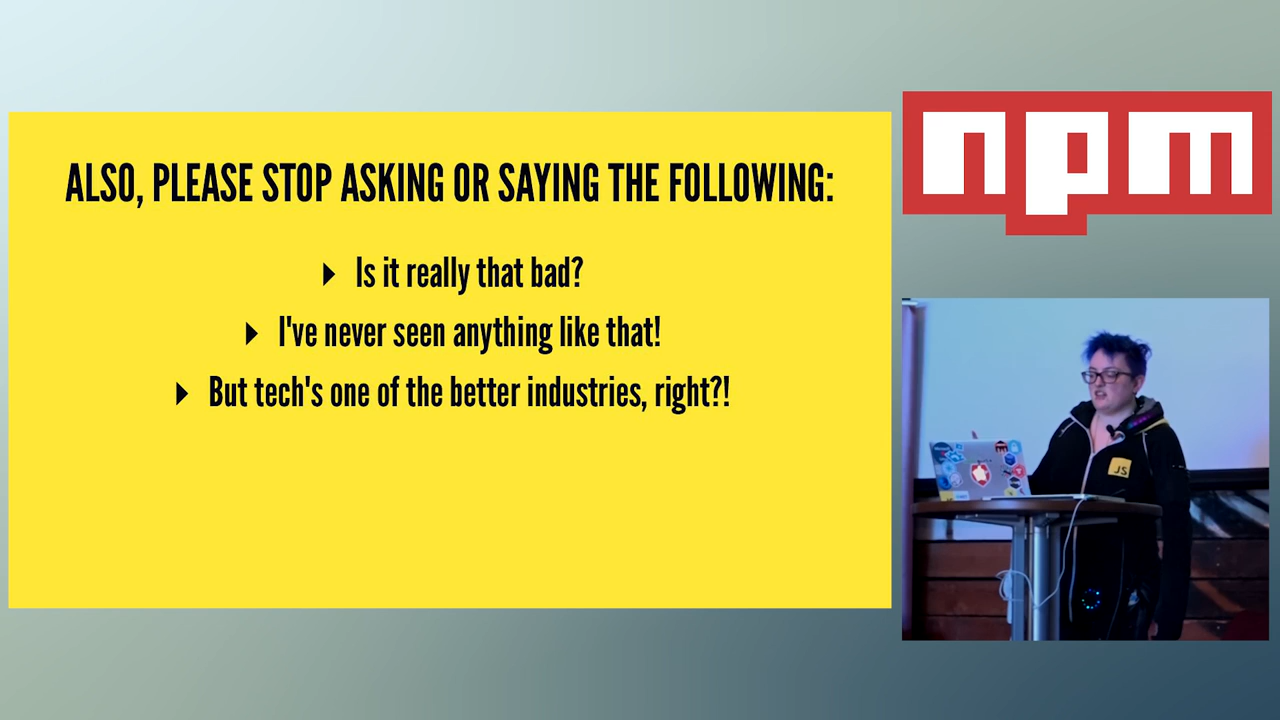 ALSO, PLEASE STOP ASKING OR SAYING THE FOLLOWING:
Is it really that bad?
I've never seen anything like that!
But tech's one of the better industries, right?!
npm
JS